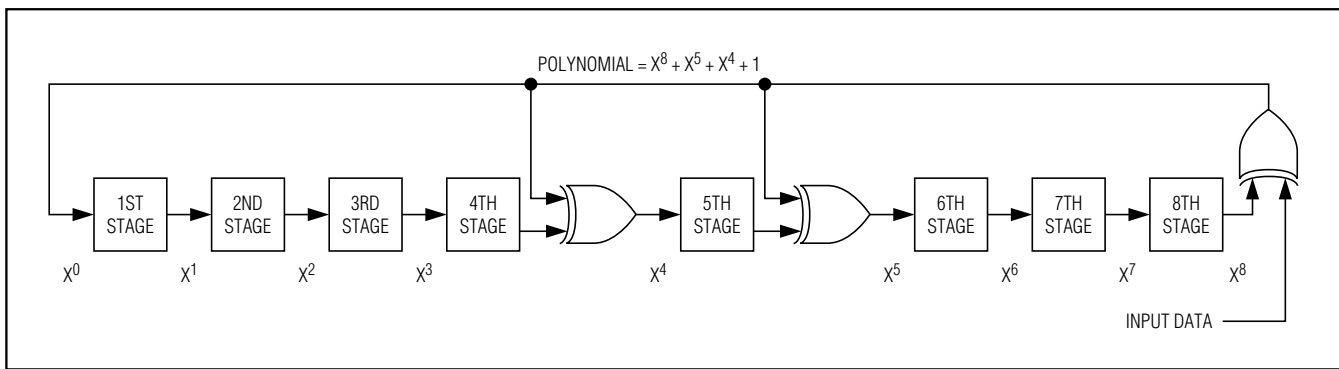 POLYNOMIAL = X⁸ + X⁵ + X⁴ + 1
1ST
STAGE
2ND
STAGE
3RD
STAGE
4TH
STAGE
5TH
STAGE
6TH
STAGE
7TH
STAGE
8TH
STAGE
X⁰ X¹ X² X³ X⁴ X⁵ X⁶ X⁷ X⁸
INPUT DATA